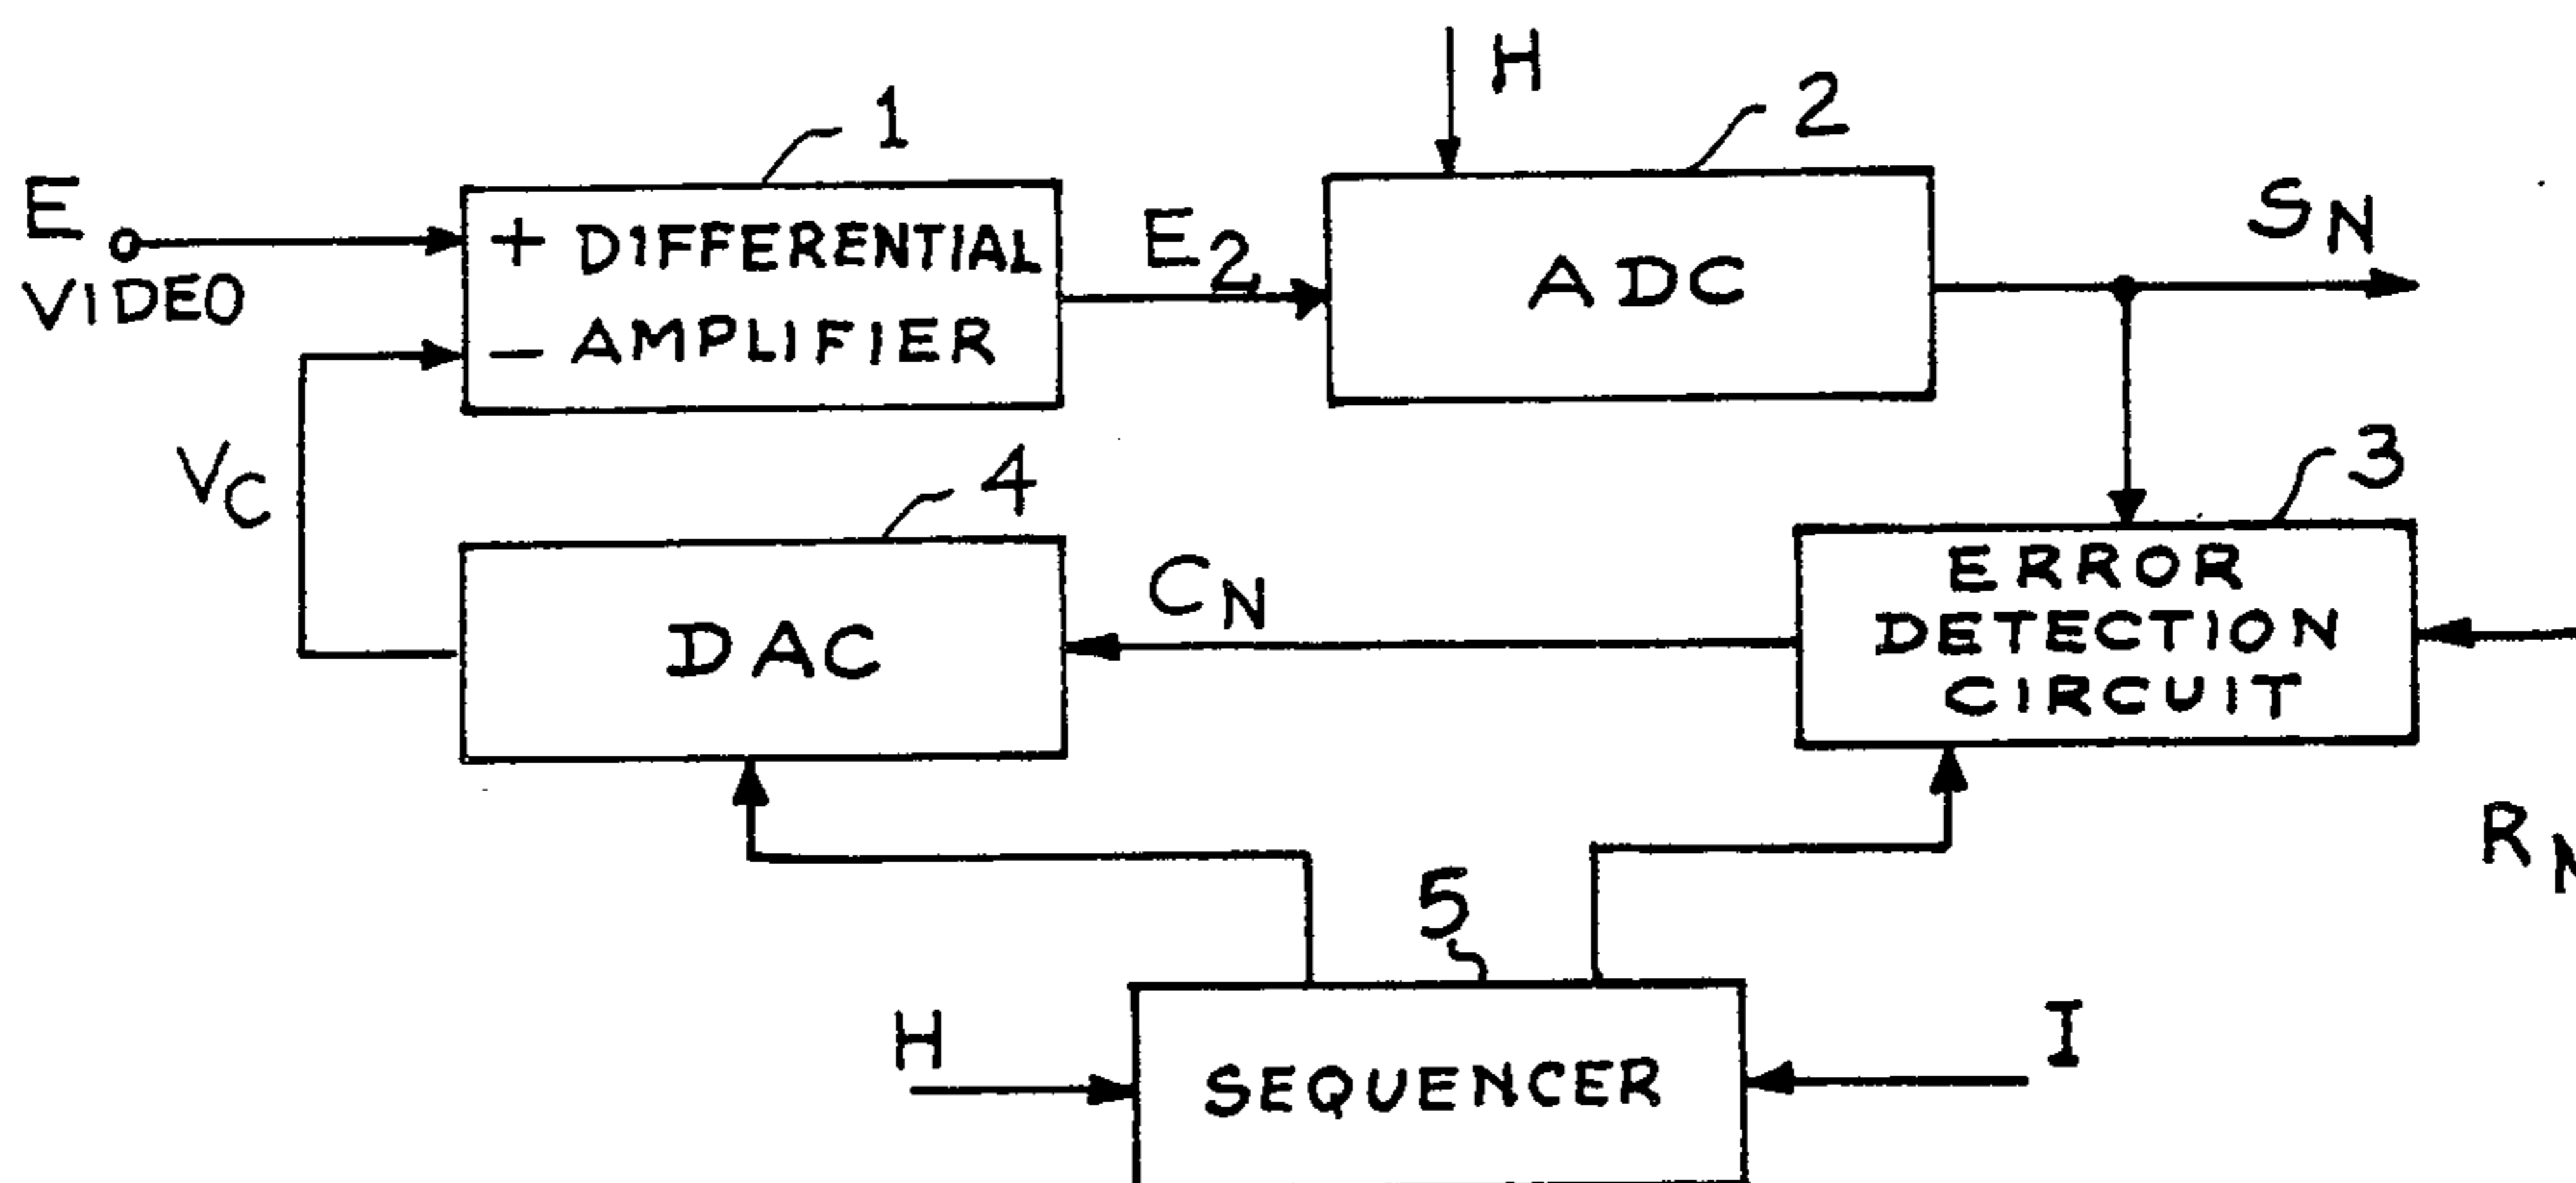 H
1
2
E
VIDEO
+ DIFFERENTIAL
- AMPLIFIER
E2
ADC
SN
VC
4
3
DAC
CN
ERROR
DETECTION
CIRCUIT
R
5
H
SEQUENCER
I